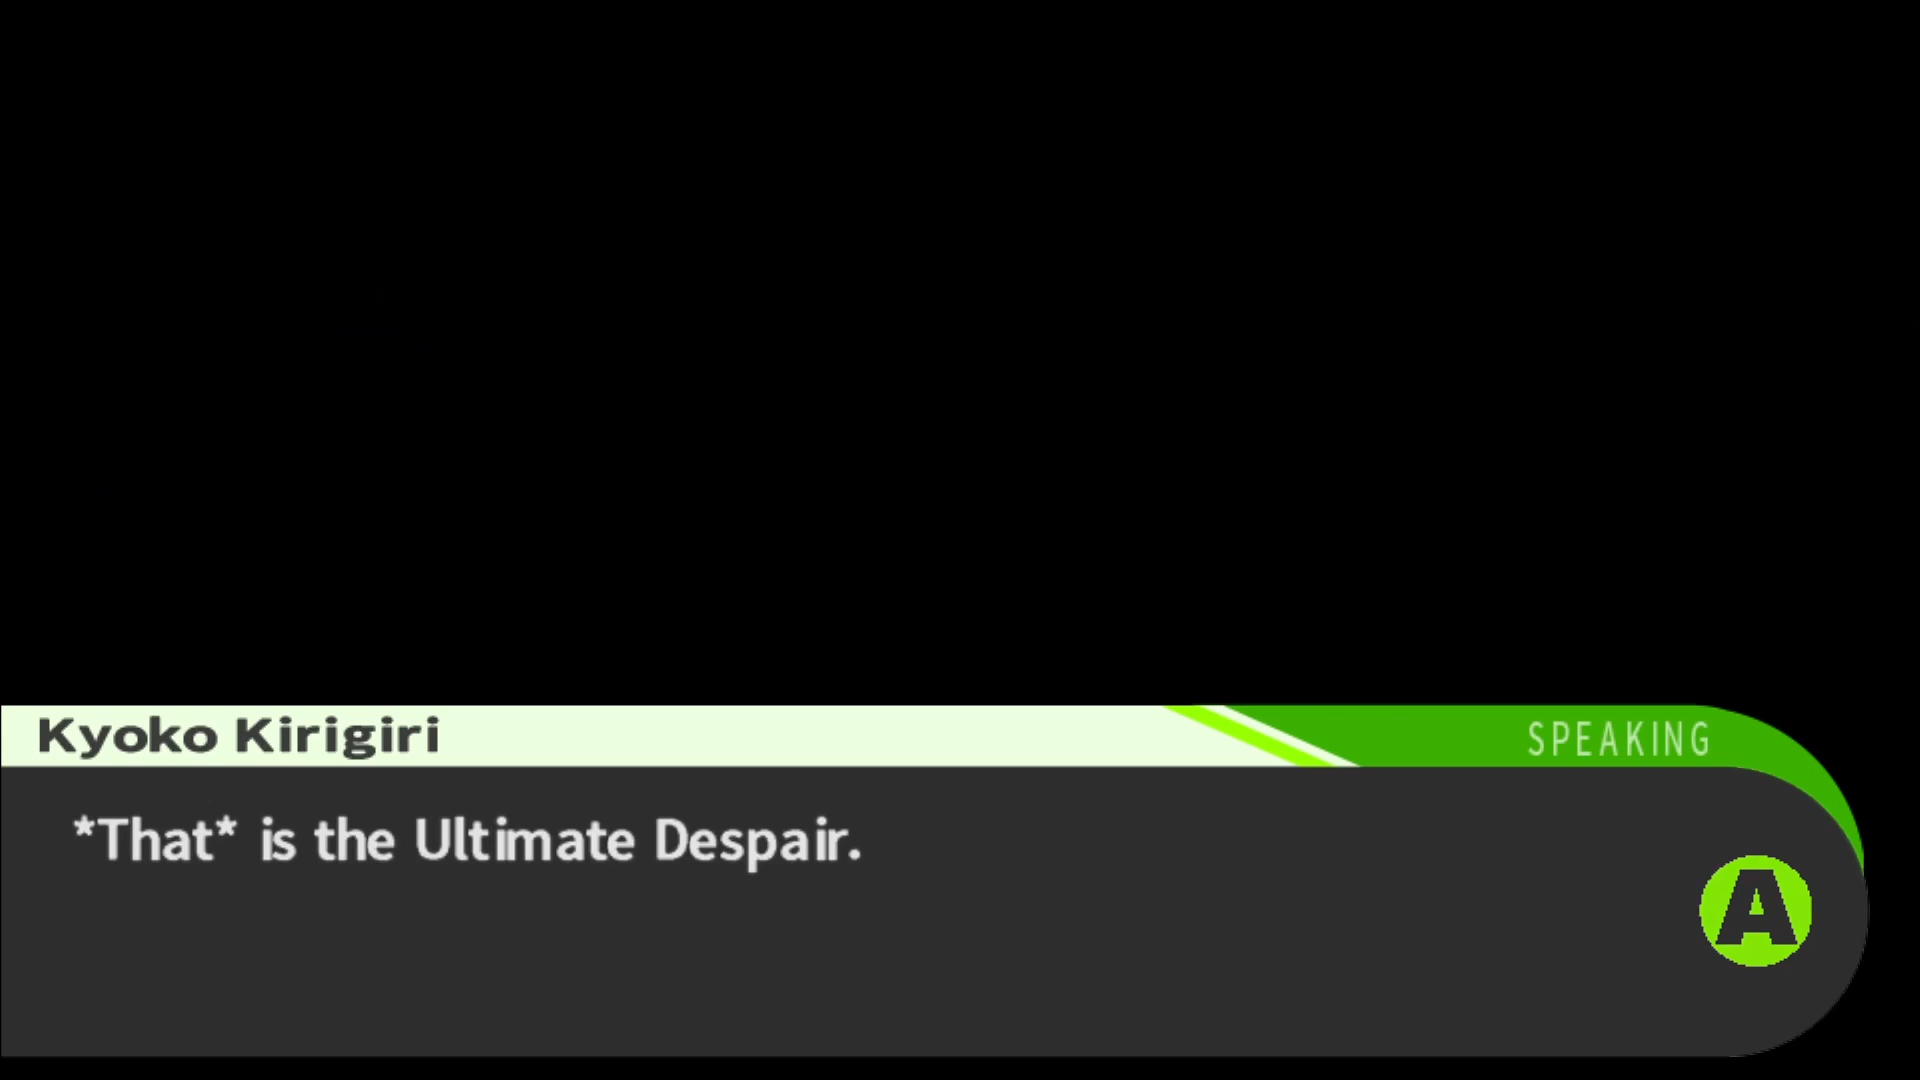 Kyoko Kirigiri
SPEAKING
*That* is the Ultimate Despair.
A